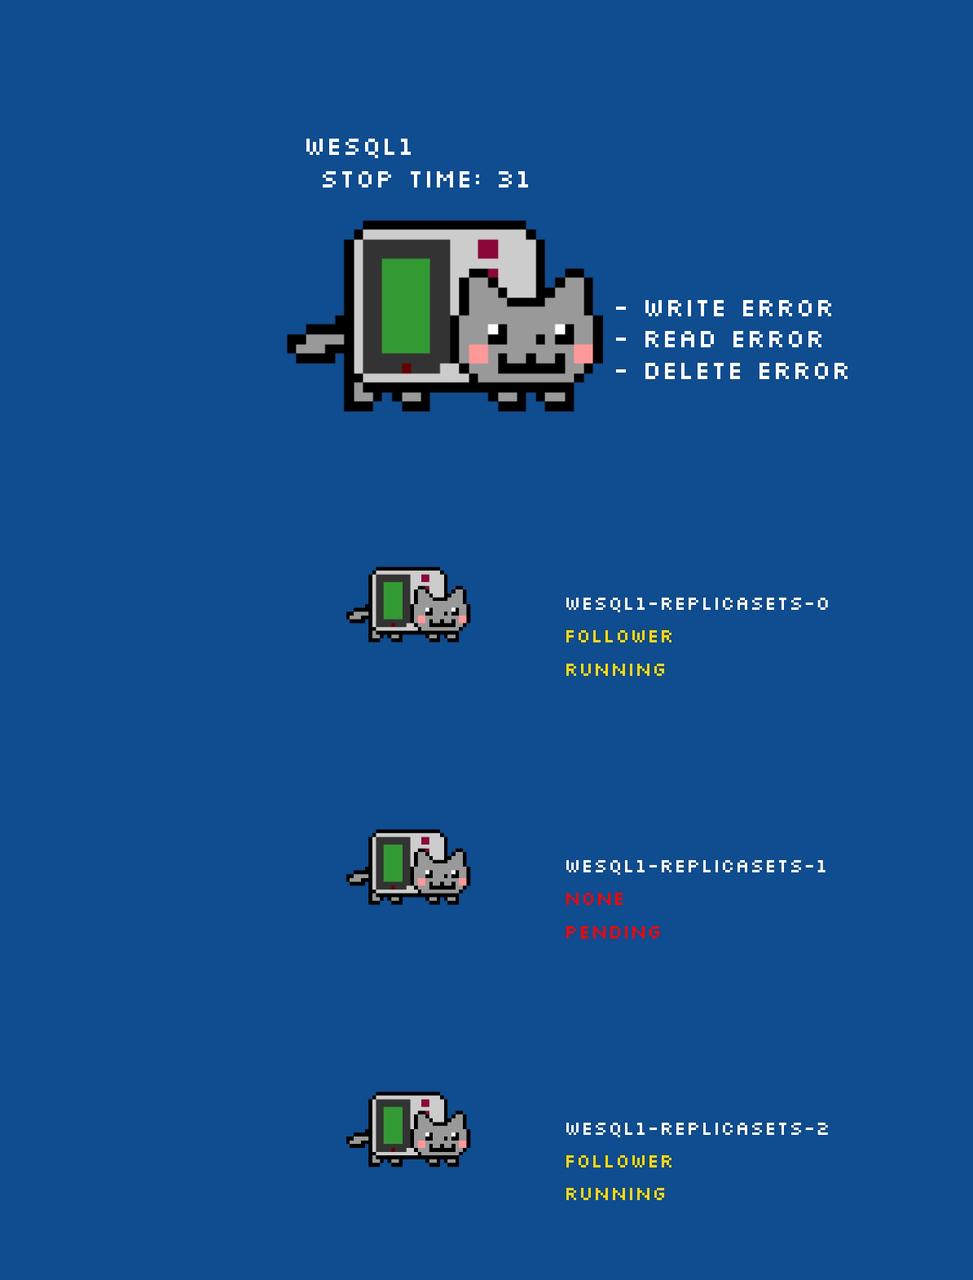 WESQL1
STOP TIME: 31
- WRITE ERROR
- READ ERROR
- DELETE ERROR
WESQL1-REPLICASETS-0
FOLLOWER
RUNNING
WESQL1-REPLICASETS-1
NONE
PENDING
WESQL1-REPLICASETS-2
FOLLOWER
RUNNING